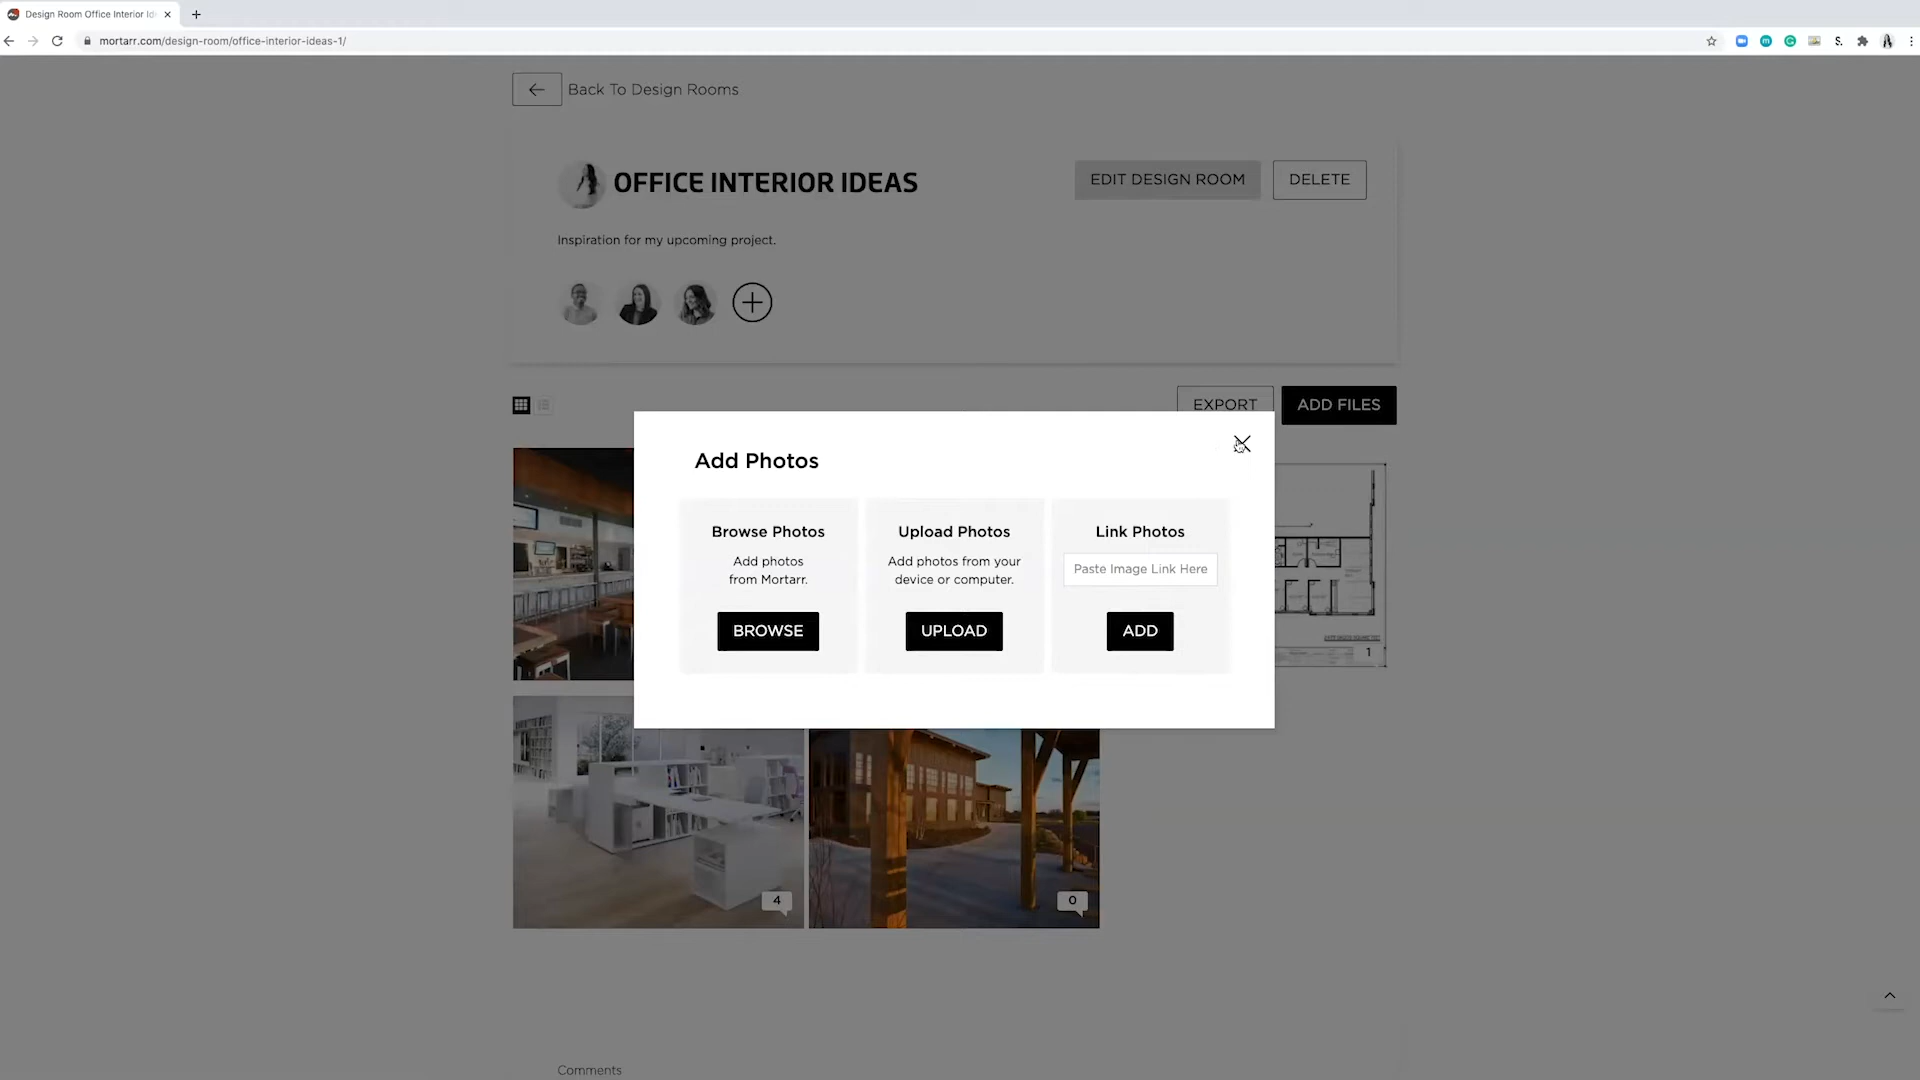 Design Room Office Interior Id
mortarr.com/design-room/office-interior-ideas-1/
Back To Design Rooms
OFFICE INTERIOR IDEAS
EDIT DESIGN ROOM
DELETE
Inspiration for my upcoming project.
EXPORT
ADD FILES
Add Photos
Browse Photos
Add photos
from Mortarr.
BROWSE
Upload Photos
Add photos from your
device or computer.
UPLOAD
Link Photos
Paste Image Link Here
ADD
1
4
0
Comments